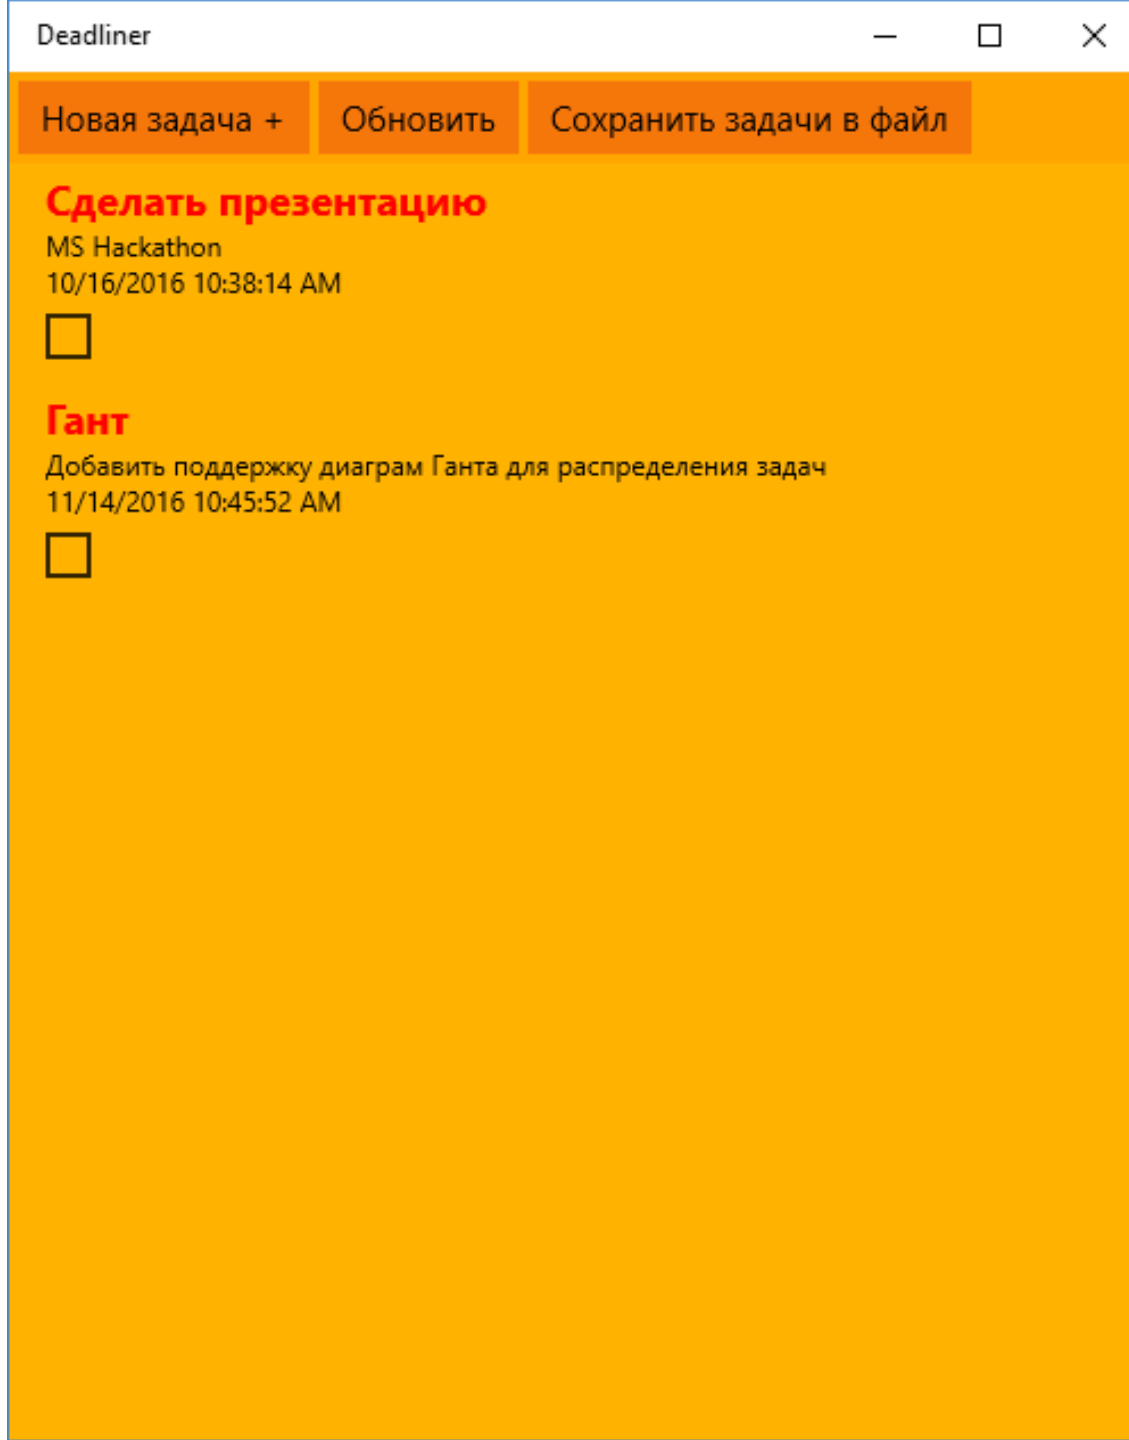 Deadliner
Новая задача + Обновить Сохранить задачи в файл
Сделать презентацию
MS Hackathon
10/16/2016 10:38:14 AM
Гант
Добавить поддержку диаграм Ганта для распределения задач
11/14/2016 10:45:52 AM